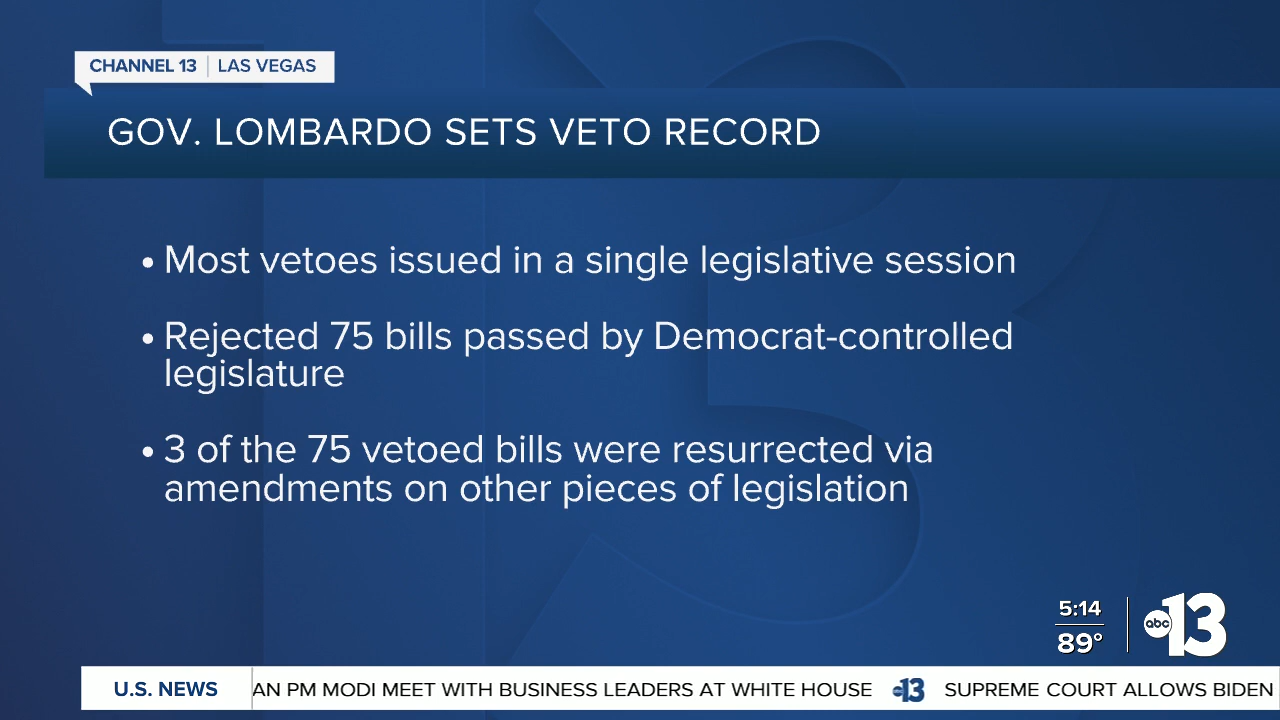 CHANNEL 13 | LAS VEGAS
GOV. LOMBARDO SETS VETO RECORD
• Most vetoes issued in a single legislative session
• Rejected 75 bills passed by Democrat-controlled
legislature
• 3 of the 75 vetoed bills were resurrected via
amendments on other pieces of legislation
5:14
89°
abc 13
U.S. NEWS
AN PM MODI MEET WITH BUSINESS LEADERS AT WHITE HOUSE abc 13 SUPREME COURT ALLOWS BIDEN